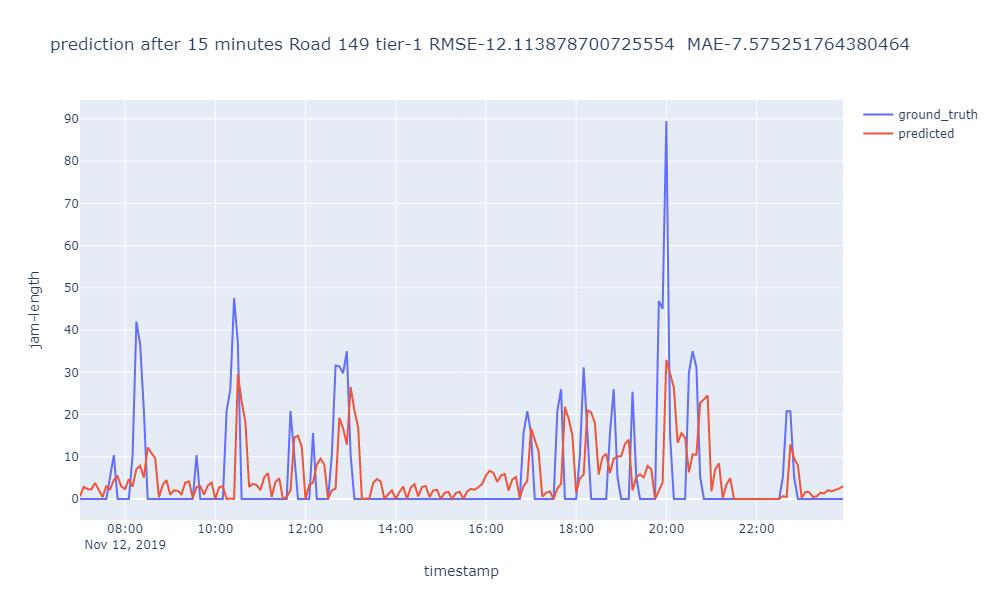 prediction after 15 minutes Road 149 tier-1 RMSE-12.113878700725554 MAE-7.575251764380464
ground_truth
predicted
90
80
70
60
50
40
30
20
10
0
jam-length
08:00 10:00 12:00 14:00 16:00 18:00 20:00 22:00
Nov 12, 2019
timestamp